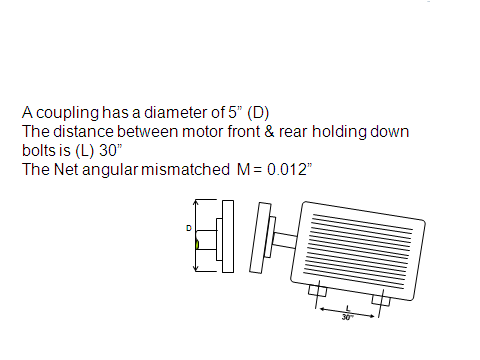 A coupling has a diameter of 5” (D)
The distance between motor front & rear holding down
bolts is (L) 30”
The Net angular mismatched M = 0.012”
D
L
30"